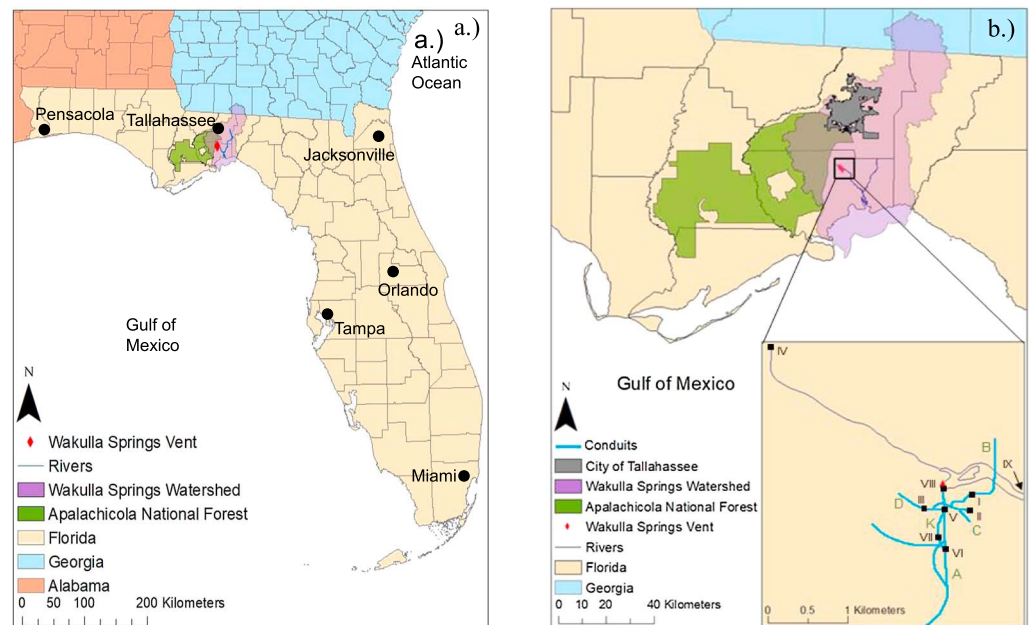 a.)
a.)
Atlantic
Ocean
Pensacola
Tallahassee
Jacksonville
Orlando
Tampa
Gulf of
Mexico
Miami
N
Wakulla Springs Vent
Rivers
Wakulla Springs Watershed
Apalachicola National Forest
Florida
Georgia
Alabama
0 50 100 200 Kilometers
b.)
Gulf of Mexico
N
Conduits
City of Tallahassee
Wakulla Springs Watershed
Apalachicola National Forest
Wakulla Springs Vent
Rivers
Florida
Georgia
0 10 20 40 Kilometers
IV
B
IX
VIII
I
III
D
II
V
K
C
VII
VI
A
0 0.5 1 Kilometers